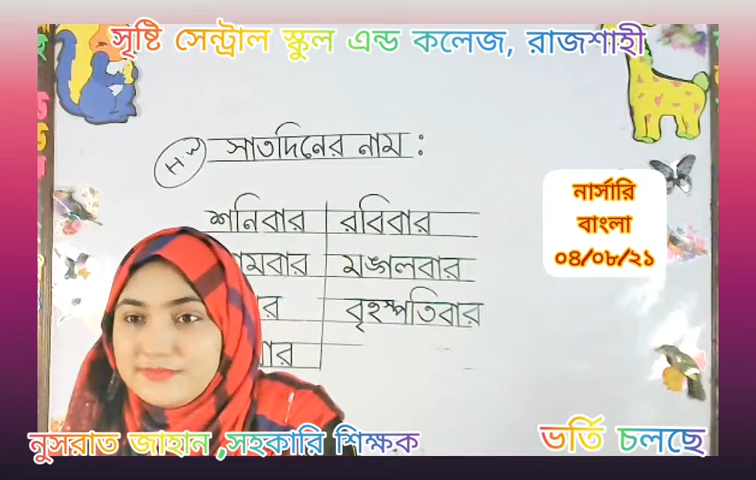 সৃষ্টি সেন্ট্রাল স্কুল এন্ড কলেজ, রাজশাহী
H W সাতদিনের নাম :
নার্সারি
বাংলা
০৪/০৮/২১
শনিবার রবিবার
মঙ্গলবার
বৃহস্পতিবার
নুসরাত জাহান ,সহকারি শিক্ষক
ভর্তি চলছে